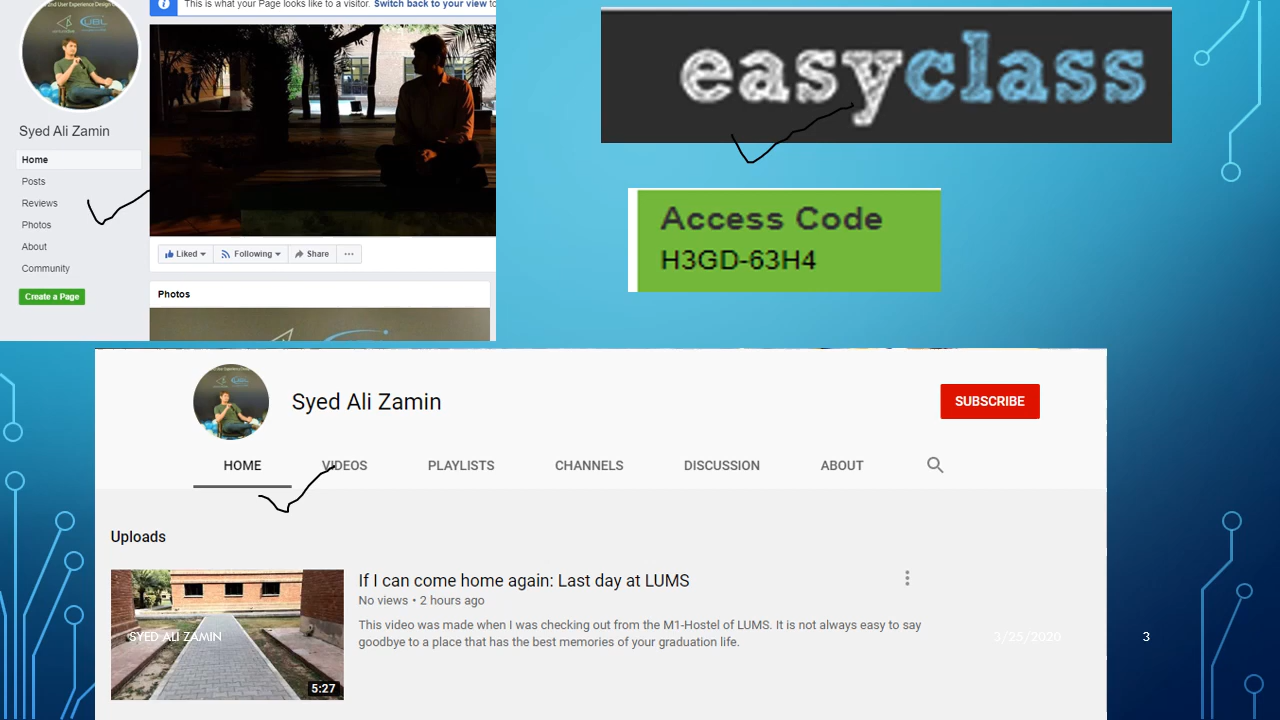 This is what your Page looks like to a visitor. Switch back to your view to
Syed Ali Zamin
Home
Posts
Reviews
Photos
About
Community
Create a Page
Liked
Following
Share
Photos
easyclass
Access Code
H3GD-63H4
Syed Ali Zamin
SUBSCRIBE
HOME VIDEOS PLAYLISTS CHANNELS DISCUSSION ABOUT
Uploads
If I can come home again: Last day at LUMS
No views • 2 hours ago
This video was made when I was checking out from the M1-Hostel of LUMS. It is not always easy to say
goodbye to a place that has the best memories of your graduation life.
5:27
SYED ALI ZAMIN
3/25/2020
3